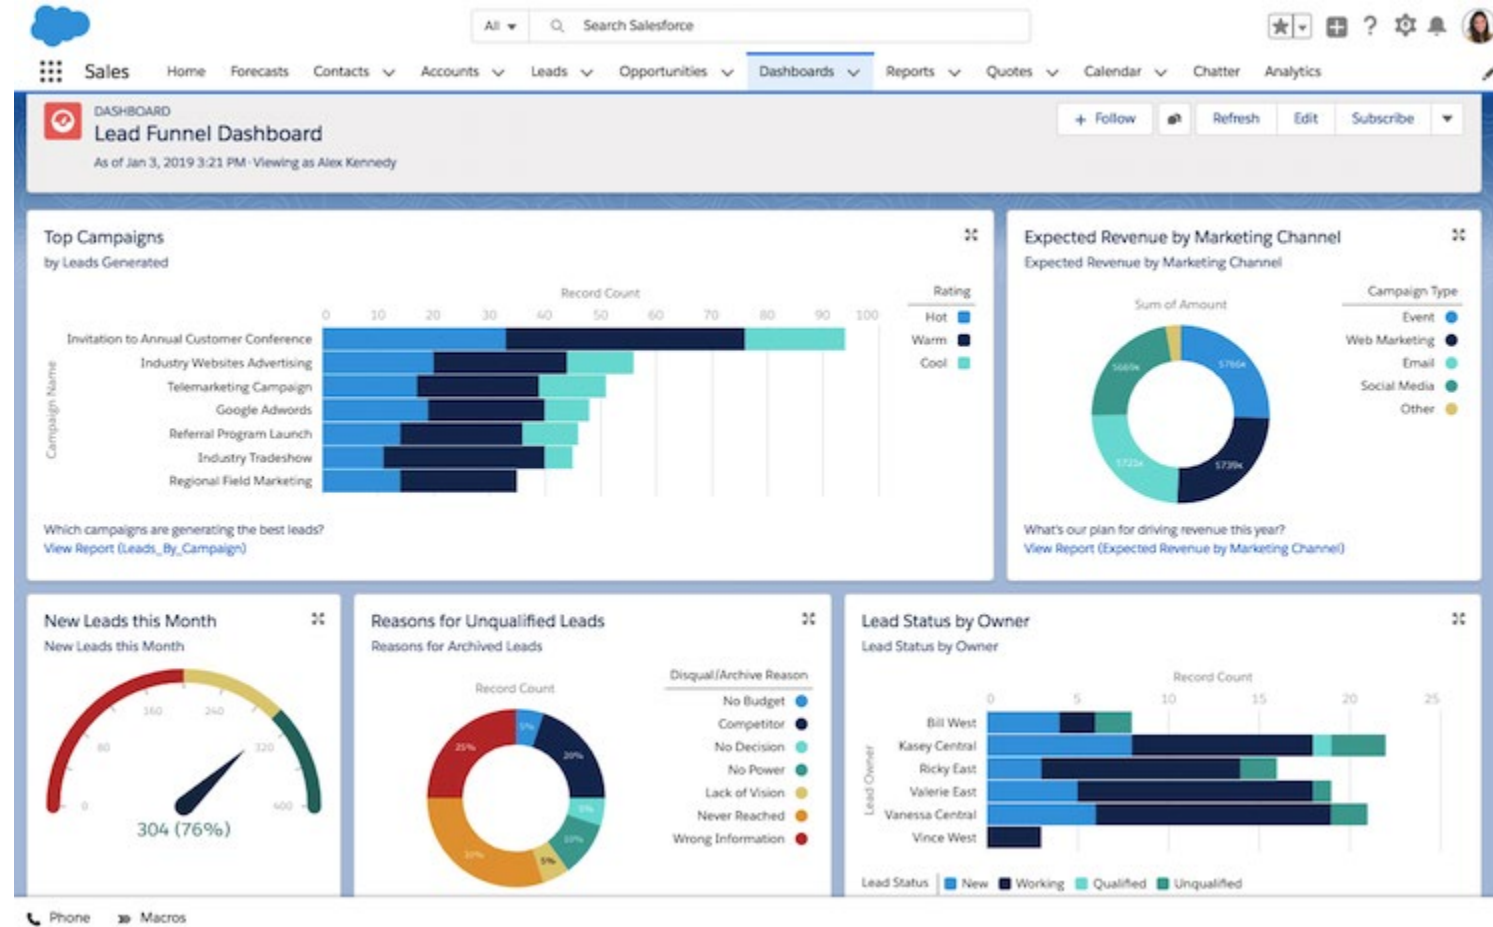 All
Search Salesforce
Sales
Home
Forecasts
Contacts
Accounts
Leads
Opportunities
Dashboards
Reports
Quotes
Calendar
Chatter
Analytics
DASHBOARD
Lead Funnel Dashboard
As of Jan 3, 2019 3:21 PM·Viewing as Alex Kennedy
+ Follow
Refresh
Edit
Subscribe
Top Campaigns
by Leads Generated
Record Count
0 10 20 30 40 50 60 70 80 90 100
Campaign Name
Invitation to Annual Customer Conference
Industry Websites Advertising
Telemarketing Campaign
Google Adwords
Referral Program Launch
Industry Tradeshow
Regional Field Marketing
Rating
Hot
Warm
Cool
Which campaigns are generating the best leads?
View Report (Leads_By_Campaign)
Expected Revenue by Marketing Channel
Expected Revenue by Marketing Channel
Sum of Amount
Campaign Type
Event
Web Marketing
Email
Social Media
Other
What's our plan for driving revenue this year?
View Report (Expected Revenue by Marketing Channel)
New Leads this Month
New Leads this Month
0
80
160
240
320
400
304 (76%)
Reasons for Unqualified Leads
Reasons for Archived Leads
Record Count
5%
20%
5%
10%
5%
25%
Disqual/Archive Reason
No Budget
Competitor
No Decision
No Power
Lack of Vision
Never Reached
Wrong Information
Lead Status by Owner
Lead Status by Owner
Record Count
0 5 10 15 20 25
Lead Owner
Bill West
Kasey Central
Ricky East
Valerie East
Vanessa Central
Vince West
Lead Status New Working Qualified Unqualified
Phone
Macros